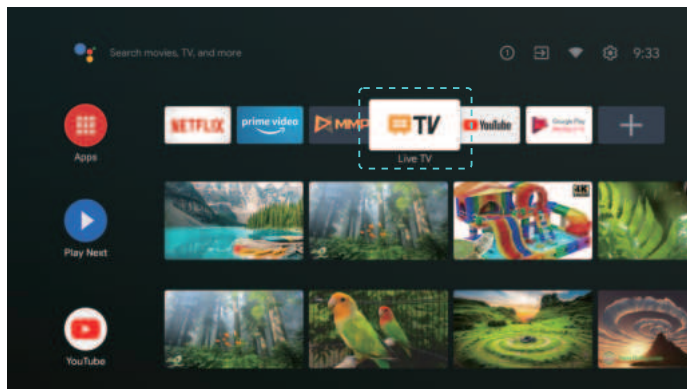 Search movies, TV, and more
1
9:33
NETFLIX
prime video
MMP
TV
YouTube
Google Play
Live TV
Apps
Play Next
4K
YouTube